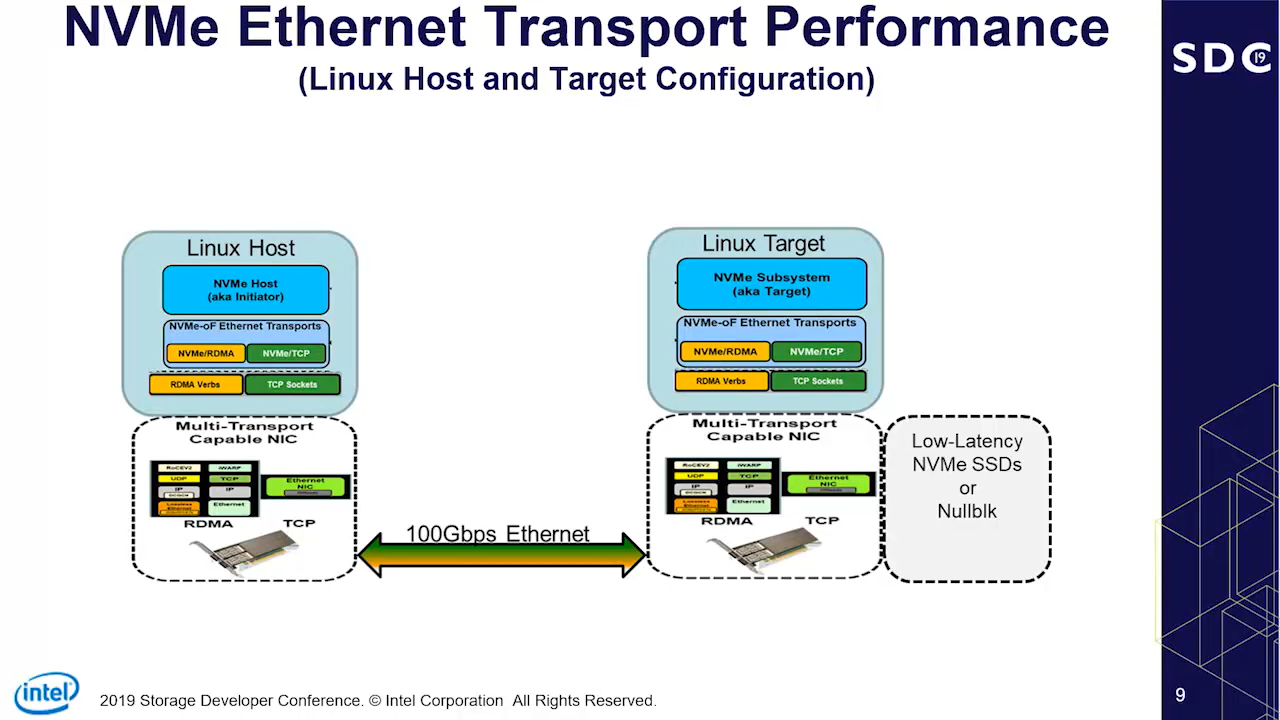 NVMe Ethernet Transport Performance
(Linux Host and Target Configuration)
SDC 19
Linux Host
NVMe Host
(aka Initiator)
NVMe-oF Ethernet Transports
NVMe/RDMA
NVMe/TCP
RDMA Verbs
TCP Sockets
Multi-Transport
Capable NIC
RoCEV2
iWARP
UDP
TCP
IP
IP
Ethernet
Ethernet
NIC
RDMA
TCP
100Gbps Ethernet
Linux Target
NVMe Subsystem
(aka Target)
NVMe-oF Ethernet Transports
NVMe/RDMA
NVMe/TCP
RDMA Verbs
TCP Sockets
Multi-Transport
Capable NIC
RoCEV2
iWARP
UDP
TCP
IP
IP
Ethernet
Ethernet
NIC
RDMA
TCP
Low-Latency
NVMe SSDs
or
Nullblk
intel
2019 Storage Developer Conference. © Intel Corporation All Rights Reserved.
9